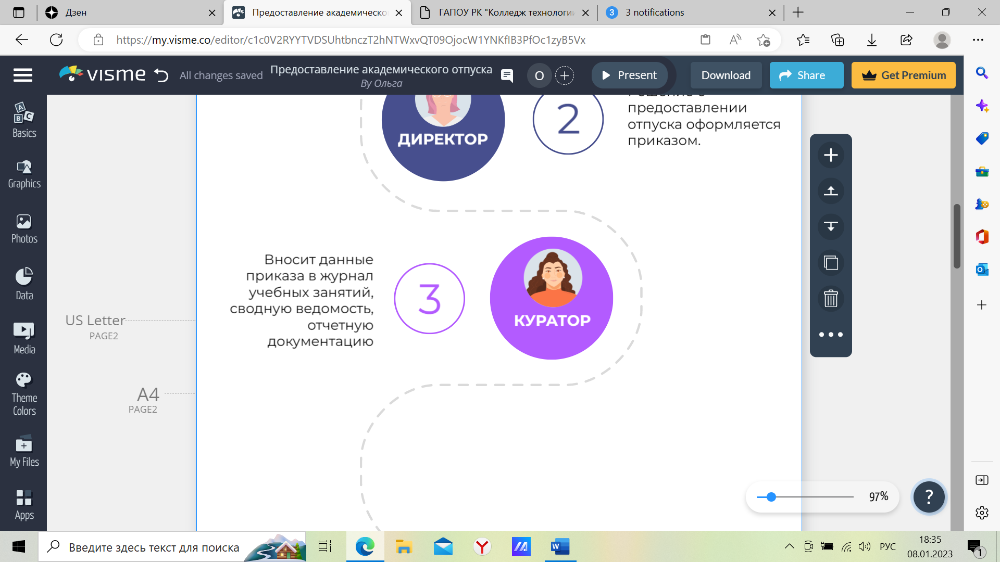 Дзен
Предоставление академическо
ГАПОУ РК "Колледж технологии
3
3 notifications
https://my.visme.co/editor/c1c0V2RYYTVDSUhtbnczT2hNTWxvQT09OjocW1YNKfIB3PfOc1zyB5Vx
visme
All changes saved
Предоставление академического отпуска
By Ольга
O
Present
Download
Share
Get Premium
Basics
Graphics
Photos
Data
Media
Theme
Colors
My Files
Apps
US Letter
PAGE2
A4
PAGE2
ДИРЕКТОР
2
Решение о
предоставлении
отпуска оформляется
приказом.
Вносит данные
приказа в журнал
учебных занятий,
сводную ведомость,
отчетную
документацию
3
КУРАТОР
97%
?
Введите здесь текст для поиска
РУС
18:35
08.01.2023
1